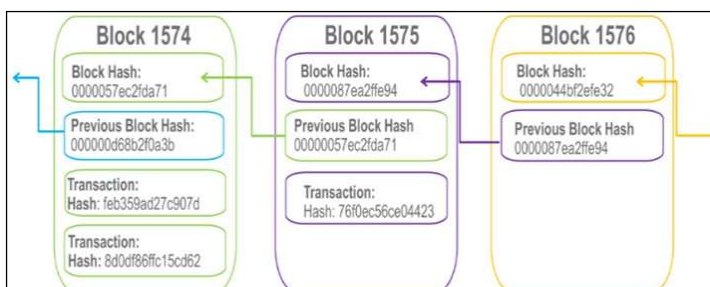 Block 1574
Block Hash:
0000057ec2fda71
Previous Block Hash:
000000d68b2f0a3b
Transaction:
Hash: feb359ad27c907d
Transaction:
Hash: 8d0df86ffc15cd62
Block 1575
Block Hash:
0000087ea2ffe94
Previous Block Hash
00000057ec2fda71
Transaction:
Hash: 76f0ec56ce04423
Block 1576
Block Hash:
0000044bf2efe32
Previous Block Hash
0000087ea2ffe94